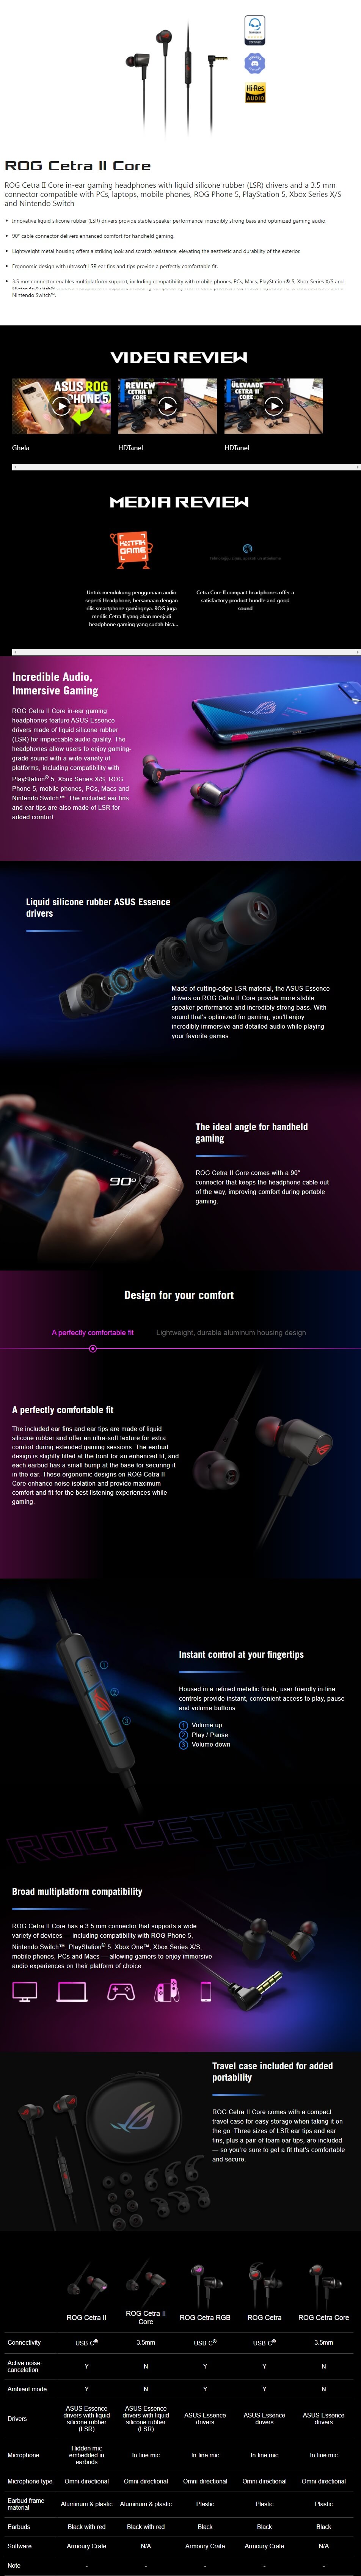 Hi-Res
AUDIO
ROG Cetra II Core
ROG Cetra II Core in-ear gaming headphones with liquid silicone rubber (LSR) drivers and a 3.5 mm
connector compatible with PCs, laptops, mobile phones, ROG Phone 5, PlayStation 5, Xbox Series X/S
and Nintendo Switch
Innovative liquid silicone rubber (LSR) drivers provide stable speaker performance, incredibly strong bass and optimized gaming audio.
90° cable connector delivers enhanced comfort for handheld gaming.
Lightweight metal housing offers a striking look and scratch resistance, elevating the aesthetic and durability of the exterior.
Ergonomic design with ultrasoft LSR ear fins and tips provide a perfectly comfortable fit.
3.5 mm connector enables multiplatform support, including compatibility with mobile phones, PCs, Macs, PlayStation® 5, Xbox Series X/S and
Nintendo Switch™.
VIDEO REVIEW
ASUS ROG
PHONE 5
REVIEW
CETRA II
CORE
ÜLEVAADE
CETRA II
CORE
Ghela
HDTanel
HDTanel
MEDIA REVIEW
KOTAK
GAME
Untuk mendukung penggunaan audio
seperti Headphone, bersamaan dengan
rilis smartphone gamingnya. ROG juga
merilis Cetra II yang akan menjadi
headphone gaming yang sudah bisa...
Cetra Core II compact headphones offer a
satisfactory product bundle and good
sound
Incredible Audio,
Immersive Gaming
ROG Cetra II Core in-ear gaming
headphones feature ASUS Essence
drivers made of liquid silicone rubber
(LSR) for impeccable audio quality. The
headphones allow users to enjoy gaming-
grade sound with a wide variety of
platforms, including compatibility with
PlayStation® 5, Xbox Series X/S, ROG
Phone 5, mobile phones, PCs, Macs and
Nintendo Switch™. The included ear fins
and ear tips are also made of LSR for
added comfort.
Liquid silicone rubber ASUS Essence
drivers
Made of cutting-edge LSR material, the ASUS Essence
drivers on ROG Cetra II Core provide more stable
speaker performance and incredibly strong bass. With
sound that's optimized for gaming, you'll enjoy
incredibly immersive and detailed audio while playing
your favorite games.
90°
The ideal angle for handheld
gaming
ROG Cetra II Core comes with a 90°
connector that keeps the headphone cable out
of the way, improving comfort during portable
gaming.
Design for your comfort
A perfectly comfortable fit
Lightweight, durable aluminum housing design
A perfectly comfortable fit
The included ear fins and ear tips are made of liquid
silicone rubber and offer an ultra-soft texture for extra
comfort during extended gaming sessions. The earbud
design is slightly tilted at the front for an enhanced fit, and
each earbud has a small bump at the base for securing it
in the ear. These ergonomic designs on ROG Cetra II
Core enhance noise isolation and provide maximum
comfort and fit for the best listening experiences while
gaming.
1
2
3
Instant control at your fingertips
Housed in a refined metallic finish, user-friendly in-line
controls provide instant, convenient access to play, pause
and volume buttons.
1 Volume up
2 Play / Pause
3 Volume down
ROG CETRA II
CORE
Broad multiplatform compatibility
ROG Cetra II Core has a 3.5 mm connector that supports a wide
variety of devices — including compatibility with ROG Phone 5,
Nintendo Switch™, PlayStation® 5, Xbox One™, Xbox Series X/S,
mobile phones, PCs and Macs — allowing gamers to enjoy immersive
audio experiences on their platform of choice.
Travel case included for added
portability
ROG Cetra II Core comes with a compact
travel case for easy storage when taking it on
the go. Three sizes of LSR ear tips and ear
fins, plus a pair of foam ear tips, are included
— so you're sure to get a fit that's comfortable
and secure.
ROG Cetra II ROG Cetra II Core ROG Cetra RGB ROG Cetra ROG Cetra Core
Connectivity USB-C® 3.5mm USB-C® USB-C® 3.5mm
Active noise-cancelation Y N Y Y N
Ambient mode Y N Y Y N
Drivers ASUS Essence drivers with liquid silicone rubber (LSR) ASUS Essence drivers with liquid silicone rubber (LSR) ASUS Essence drivers ASUS Essence drivers ASUS Essence drivers
Microphone Hidden mic embedded in earbuds In-line mic In-line mic In-line mic In-line mic
Microphone type Omni-directional Omni-directional Omni-directional Omni-directional Omni-directional
Earbud frame material Aluminum & plastic Aluminum & plastic Plastic Plastic Plastic
Earbuds Black with red Black with red Black Black Black
Software Armoury Crate N/A Armoury Crate Armoury Crate N/A
Note - - - - -